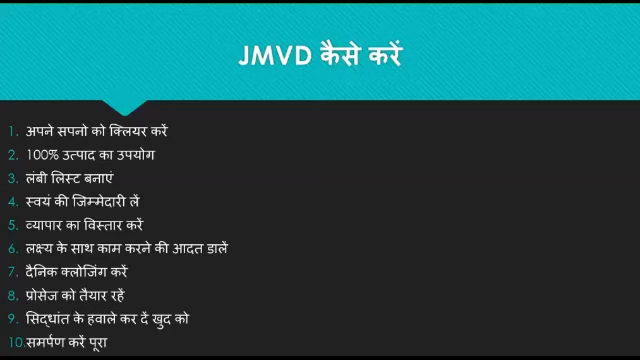 JMVD कैसे करें
1. अपने सपनो को क्लियर करें
2. 100% उत्पाद का उपयोग
3. लंबी लिस्ट बनाएं
4. स्वयं की जिम्मेदारी लें
5. व्यापार का विस्तार करें
6. लक्ष्य के साथ काम करने की आदत डालें
7. दैनिक क्लोजिंग करें
8. प्रोसेज को तैयार रहें
9. सिद्धांत के हवाले कर दें खुद को
10.समर्पण करें पूरा